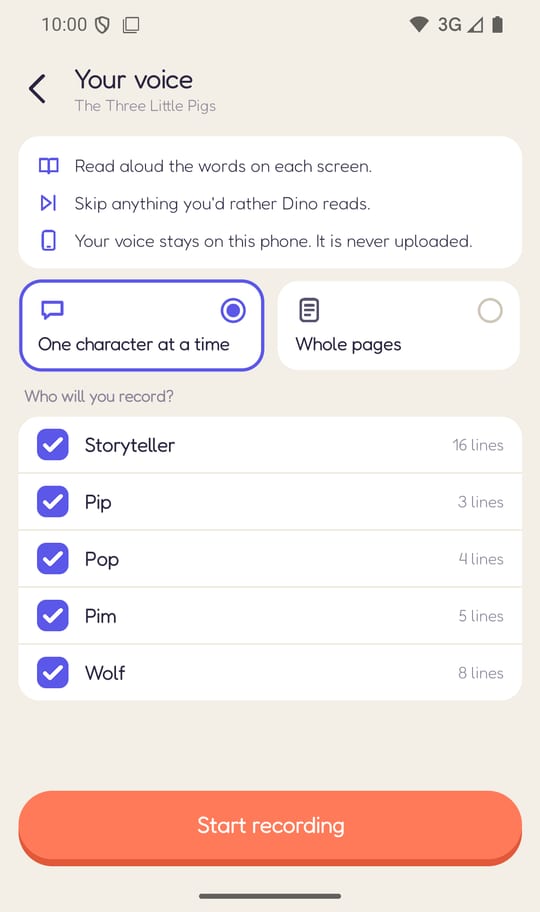 10:00
3G
Your voice
The Three Little Pigs
Read aloud the words on each screen.
Skip anything you'd rather Dino reads.
Your voice stays on this phone. It is never uploaded.
One character at a time
Whole pages
Who will you record?
Storyteller 16 lines
Pip 3 lines
Pop 4 lines
Pim 5 lines
Wolf 8 lines
Start recording